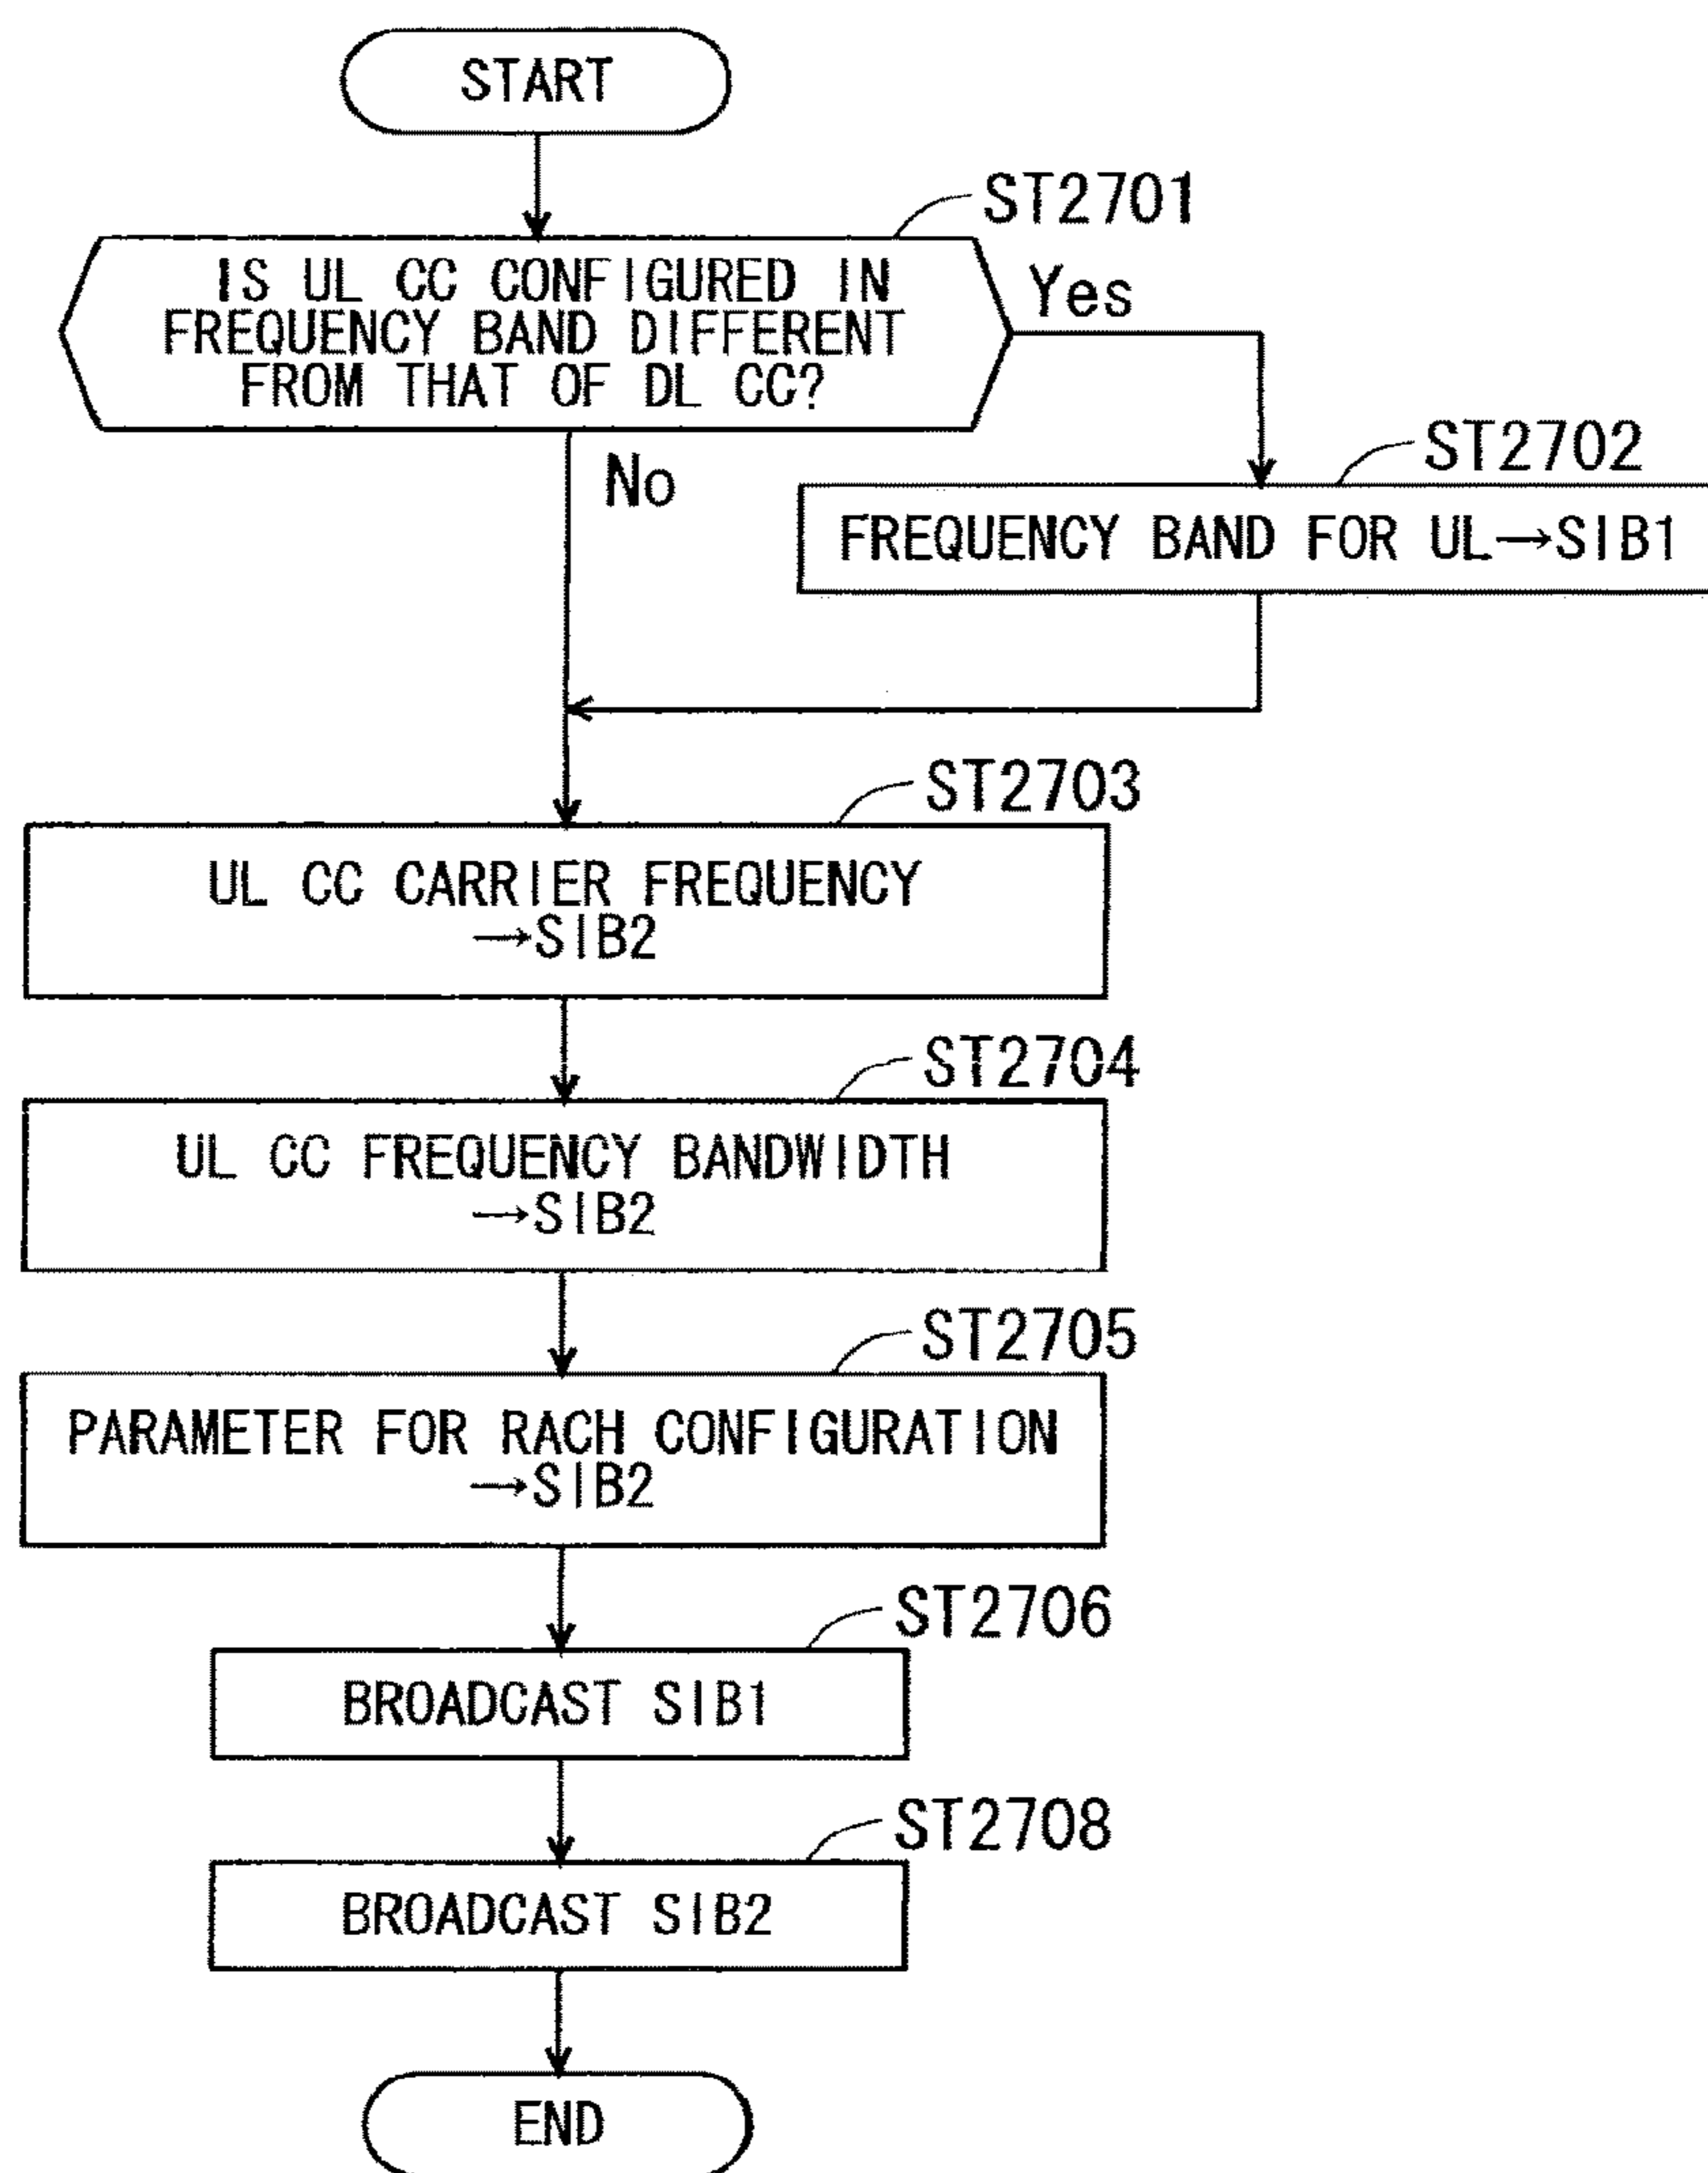 START
ST2701
IS UL CC CONFIGURED IN
FREQUENCY BAND DIFFERENT
FROM THAT OF DL CC?
Yes
No
ST2702
FREQUENCY BAND FOR UL→SIB1
ST2703
UL CC CARRIER FREQUENCY
→SIB2
ST2704
UL CC FREQUENCY BANDWIDTH
→SIB2
ST2705
PARAMETER FOR RACH CONFIGURATION
→SIB2
ST2706
BROADCAST SIB1
ST2708
BROADCAST SIB2
END